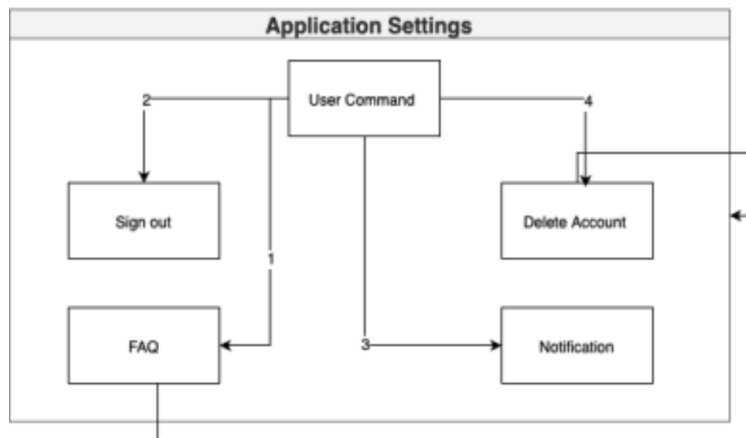 Application Settings
User Command
2
4
Sign out
Delete Account
1
FAQ
3
Notification